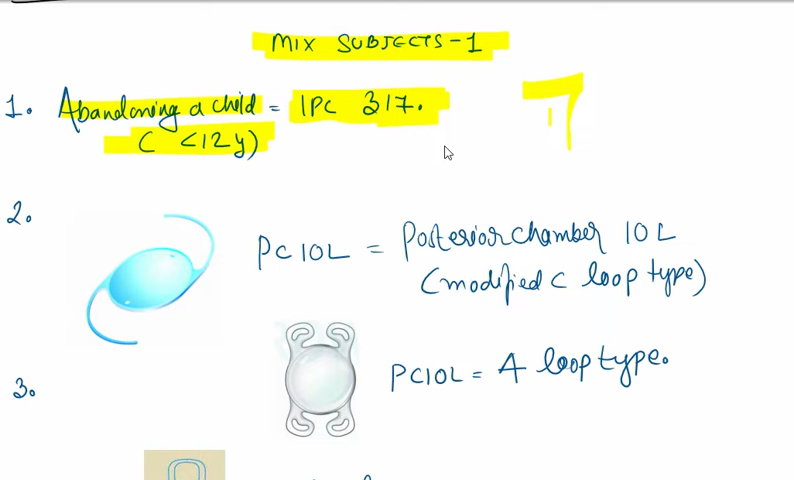 MIX SUBJECTS-1
1. Abandoning a child = IPC 317.
( <12y)
2.
PC IOL = Posterior chamber IOL
(modified C loop type)
3.
PCIOL = 4 loop type.